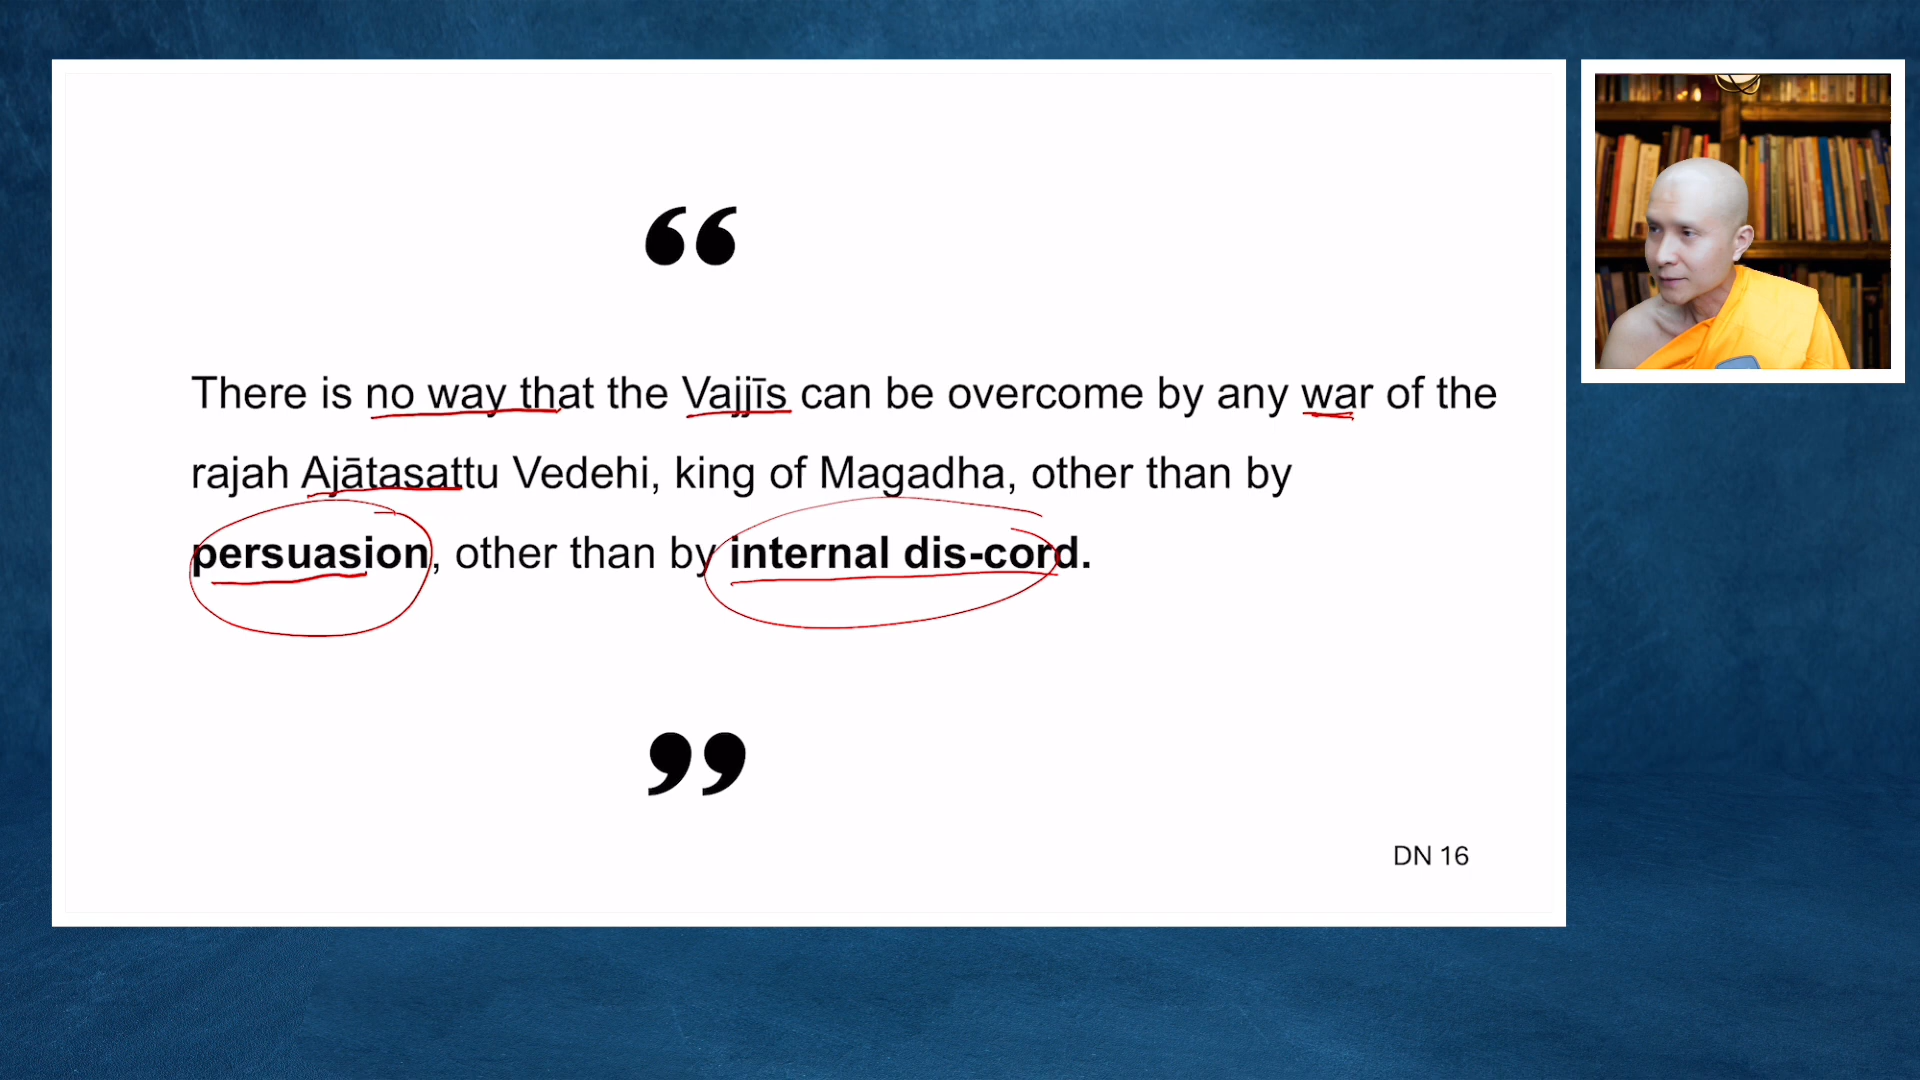 “
There is no way that the Vajjīs can be overcome by any war of the
rajah Ajātasattu Vedehi, king of Magadha, other than by
persuasion, other than by internal dis-cord.
”
DN 16